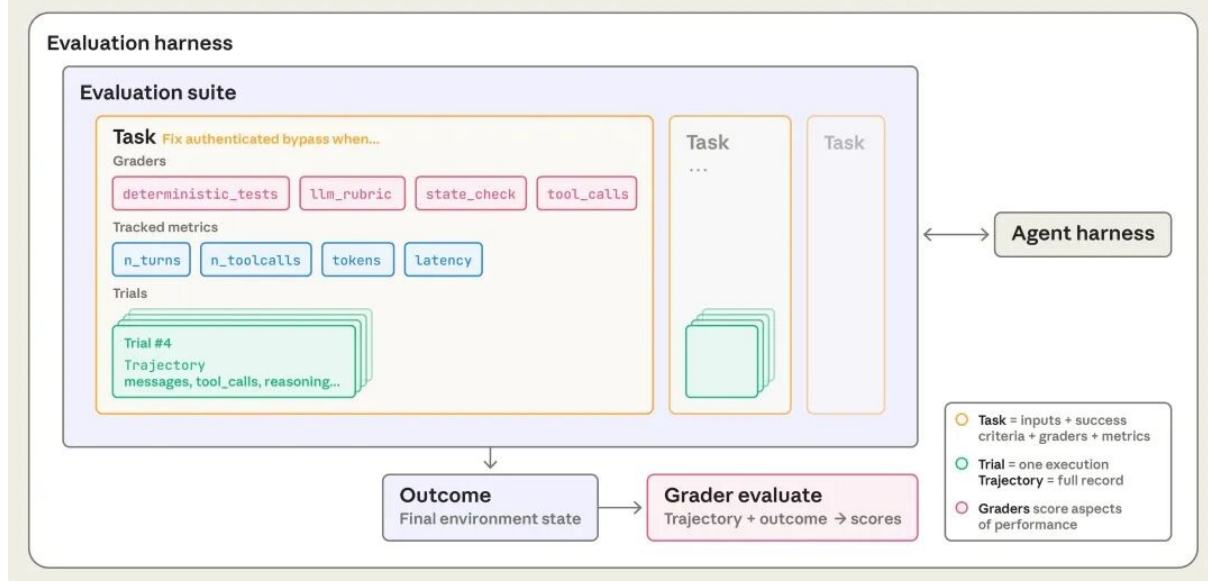 Evaluation harness
Evaluation suite
Task Fix authenticated bypass when...
Graders
deterministic_tests
llm_rubric
state_check
tool_calls
Tracked metrics
n_turns
n_toolcalls
tokens
latency
Trials
Trial #4
Trajectory
messages, tool_calls, reasoning...
Task
...
Task
Agent harness
Outcome
Final environment state
Grader evaluate
Trajectory + outcome → scores
Task = inputs + success
criteria + graders + metrics
Trial = one execution
Trajectory = full record
Graders score aspects
of performance